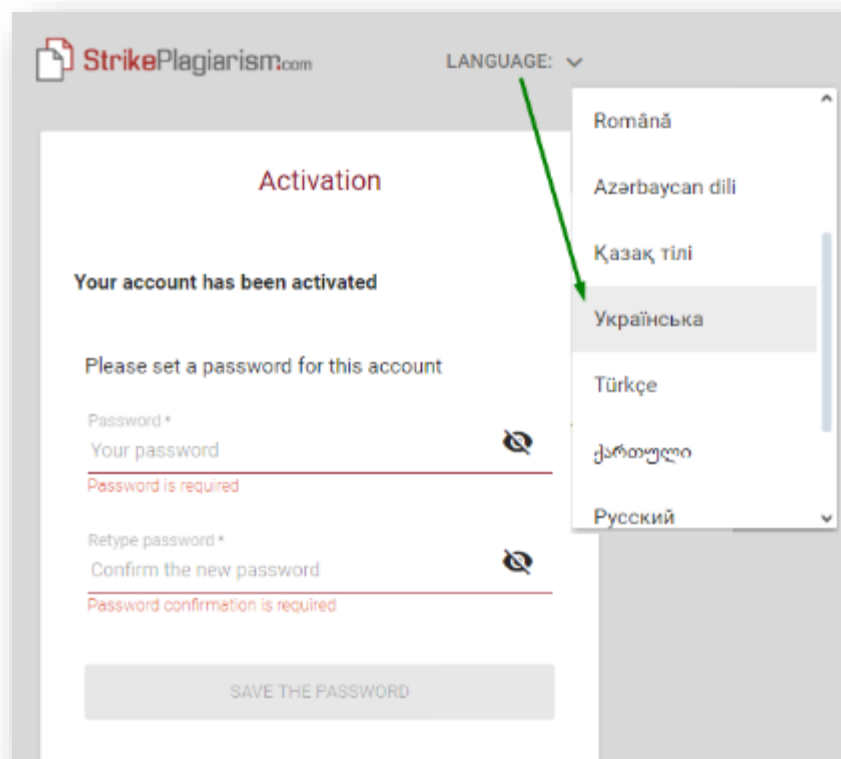 StrikePlagiarism.com
LANGUAGE:
Română
Azərbaycan dili
Қазақ тілі
Українська
Türkçe
ქართული
Русский
Activation
Your account has been activated
Please set a password for this account
Password *
Your password
Password is required
Retype password *
Confirm the new password
Password confirmation is required
SAVE THE PASSWORD